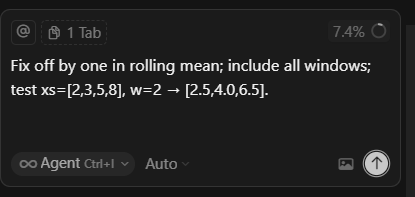 @ 1 Tab 7.4%
Fix off by one in rolling mean; include all windows;
test xs=[2,3,5,8], w=2 → [2.5,4.0,6.5].
∞ Agent Ctrl+I Auto